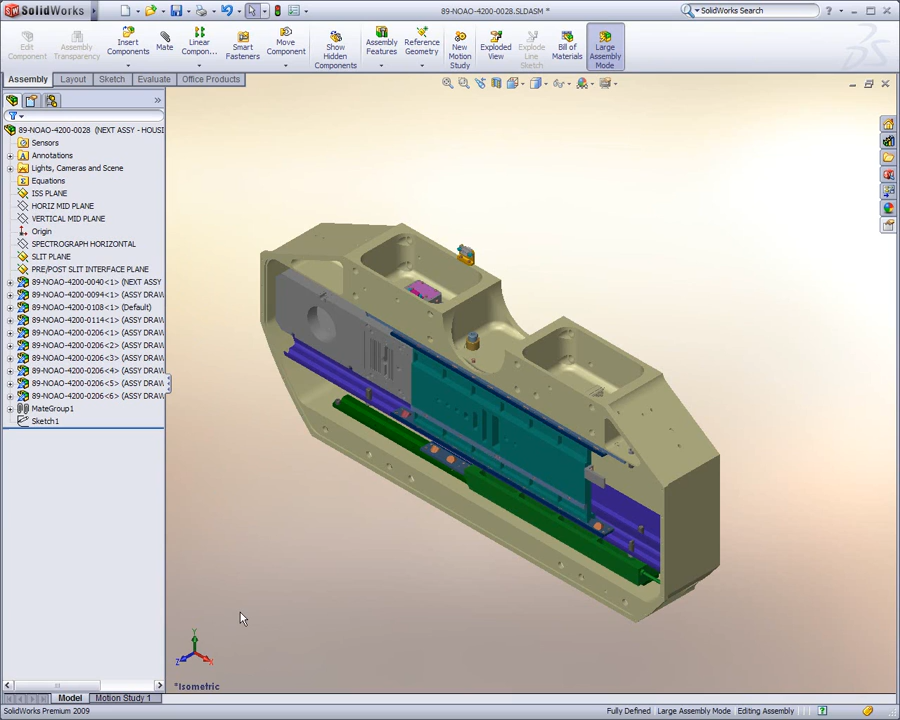 SolidWorks
89-NOAO-4200-0028.SLDASM *
SolidWorks Search
Edit Component
Assembly Transparency
Insert Components
Mate
Linear Compon...
Smart Fasteners
Move Component
Show Hidden Components
Assembly Features
Reference Geometry
New Motion Study
Exploded View
Explode Line Sketch
Bill of Materials
Large Assembly Mode
Assembly
Layout
Sketch
Evaluate
Office Products
89-NOAO-4200-0028 (NEXT ASSY - HOUSI
Sensors
Annotations
Lights, Cameras and Scene
Equations
ISS PLANE
HORIZ MID PLANE
VERTICAL MID PLANE
Origin
SPECTROGRAPH HORIZONTAL
SLIT PLANE
PRE/POST SLIT INTERFACE PLANE
89-NOAO-4200-0040<1> (NEXT ASSY
89-NOAO-4200-0094<1> (ASSY DRAW
89-NOAO-4200-0108<1> (Default)
89-NOAO-4200-0114<1> (ASSY DRAW
89-NOAO-4200-0206<1> (ASSY DRAW
89-NOAO-4200-0206<2> (ASSY DRAW
89-NOAO-4200-0206<3> (ASSY DRAW
89-NOAO-4200-0206<4> (ASSY DRAW
89-NOAO-4200-0206<5> (ASSY DRAW
89-NOAO-4200-0206<6> (ASSY DRAW
MateGroup1
Sketch1
Y
Z
X
*Isometric
Model
Motion Study 1
SolidWorks Premium 2009
Fully Defined
Large Assembly Mode
Editing Assembly